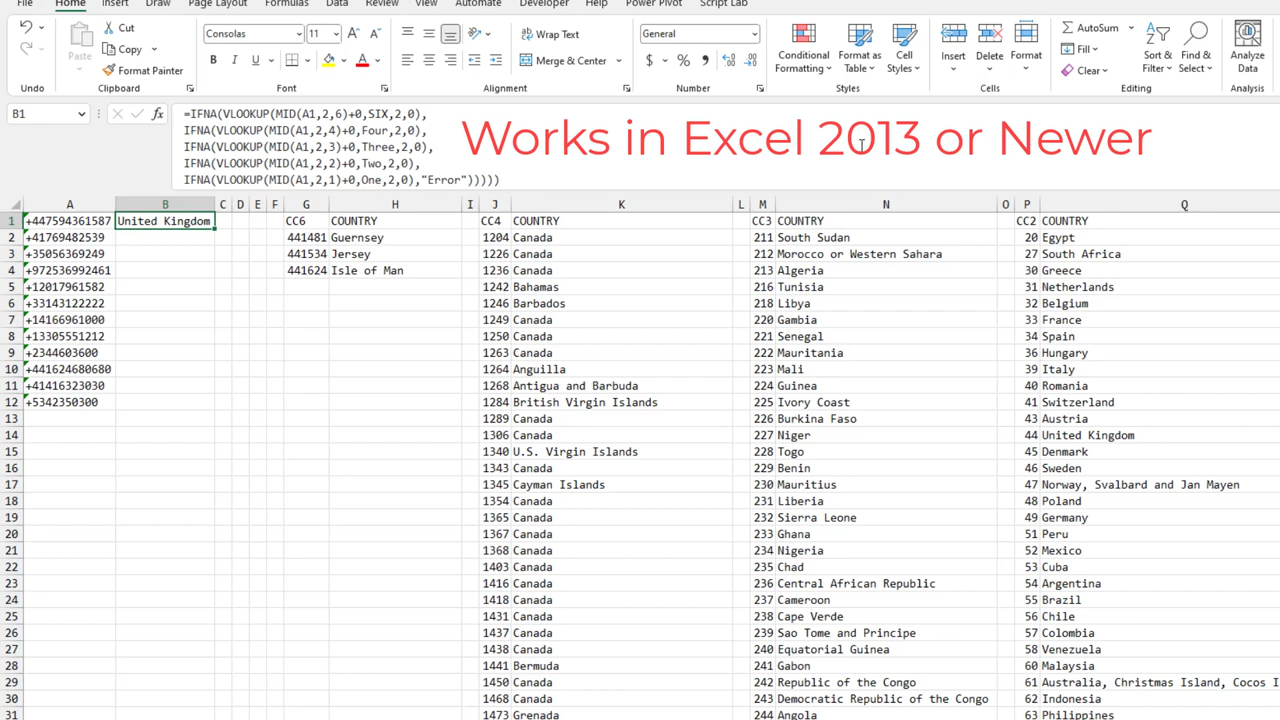 File Home Insert Draw Page Layout Formulas Data Review View Automate Developer Help Power Pivot Script Lab
Paste
Cut
Copy
Format Painter
Consolas 11
B I U
Wrap Text
Merge & Center
General
$ % 9
Conditional Formatting
Format as Table
Cell Styles
Insert Delete Format
AutoSum
Fill
Clear
Sort & Filter
Find & Select
Analyze Data
Undo Clipboard Font Alignment Number Styles Cells Editing Analysis
B1 fx
=IFNA(VLOOKUP(MID(A1,2,6)+0,SIX,2,0),
IFNA(VLOOKUP(MID(A1,2,4)+0,Four,2,0),
IFNA(VLOOKUP(MID(A1,2,3)+0,Three,2,0),
IFNA(VLOOKUP(MID(A1,2,2)+0,Two,2,0),
IFNA(VLOOKUP(MID(A1,2,1)+0,One,2,0),"Error")))))
Works in Excel 2013 or Newer
A B C D E F G H I J K L M N O P Q
1 +447594361587 United Kingdom CC6 COUNTRY CC4 COUNTRY CC3 COUNTRY CC2 COUNTRY
2 +41769482539 441481 Guernsey 1204 Canada 211 South Sudan 20 Egypt
3 +35056369249 441534 Jersey 1226 Canada 212 Morocco or Western Sahara 27 South Africa
4 +972536992461 441624 Isle of Man 1236 Canada 213 Algeria 30 Greece
5 +12017961582 1242 Bahamas 216 Tunisia 31 Netherlands
6 +33143122222 1246 Barbados 218 Libya 32 Belgium
7 +14166961000 1249 Canada 220 Gambia 33 France
8 +13305551212 1250 Canada 221 Senegal 34 Spain
9 +2344603600 1263 Canada 222 Mauritania 36 Hungary
10 +441624680680 1264 Anguilla 223 Mali 39 Italy
11 +41416323030 1268 Antigua and Barbuda 224 Guinea 40 Romania
12 +5342350300 1284 British Virgin Islands 225 Ivory Coast 41 Switzerland
13 1289 Canada 226 Burkina Faso 43 Austria
14 1306 Canada 227 Niger 44 United Kingdom
15 1340 U.S. Virgin Islands 228 Togo 45 Denmark
16 1343 Canada 229 Benin 46 Sweden
17 1345 Cayman Islands 230 Mauritius 47 Norway, Svalbard and Jan Mayen
18 1354 Canada 231 Liberia 48 Poland
19 1365 Canada 232 Sierra Leone 49 Germany
20 1367 Canada 233 Ghana 51 Peru
21 1368 Canada 234 Nigeria 52 Mexico
22 1403 Canada 235 Chad 53 Cuba
23 1416 Canada 236 Central African Republic 54 Argentina
24 1418 Canada 237 Cameroon 55 Brazil
25 1431 Canada 238 Cape Verde 56 Chile
26 1437 Canada 239 Sao Tome and Principe 57 Colombia
27 1438 Canada 240 Equatorial Guinea 58 Venezuela
28 1441 Bermuda 241 Gabon 60 Malaysia
29 1450 Canada 242 Republic of the Congo 61 Australia, Christmas Island, Cocos I
30 1468 Canada 243 Democratic Republic of the Congo 62 Indonesia
31 1473 Grenada 244 Angola 63 Philippines